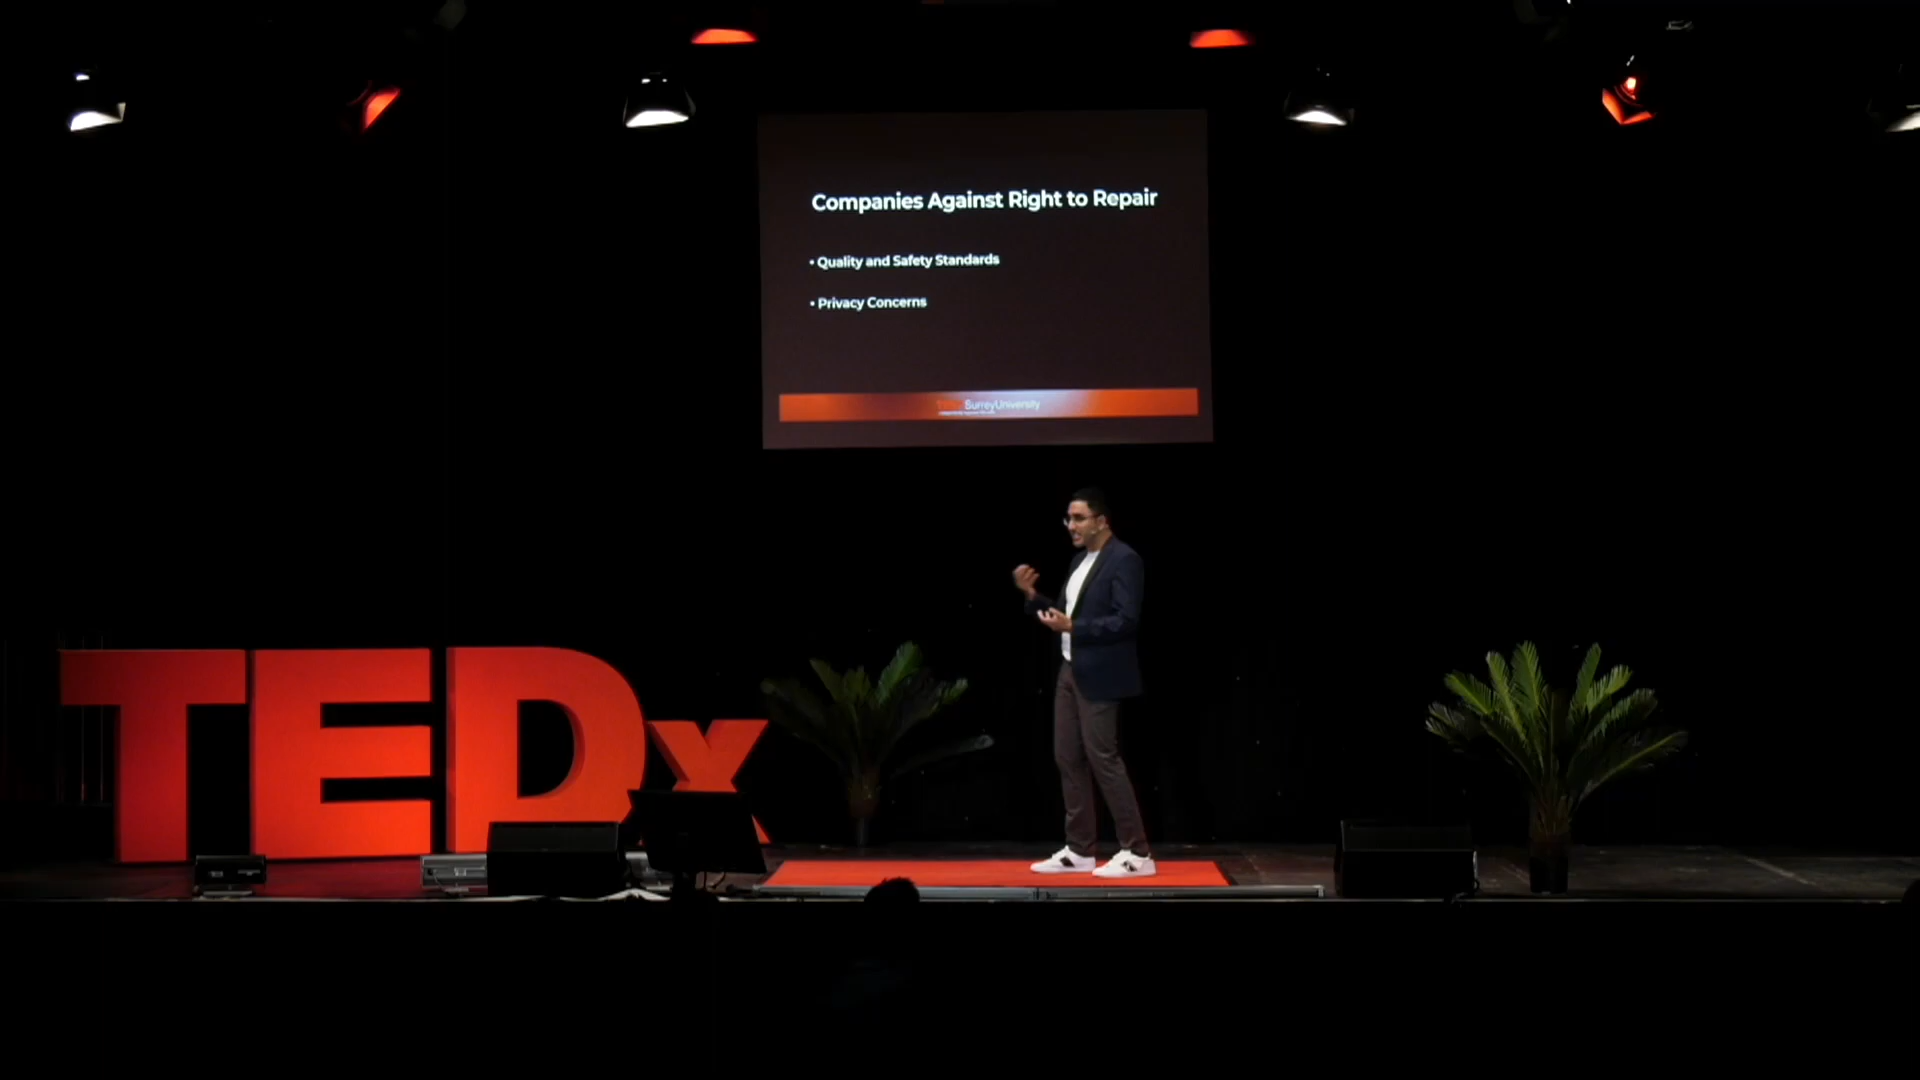 Companies Against Right to Repair
• Quality and Safety Standards
• Privacy Concerns
SurreyUniversity
TEDx